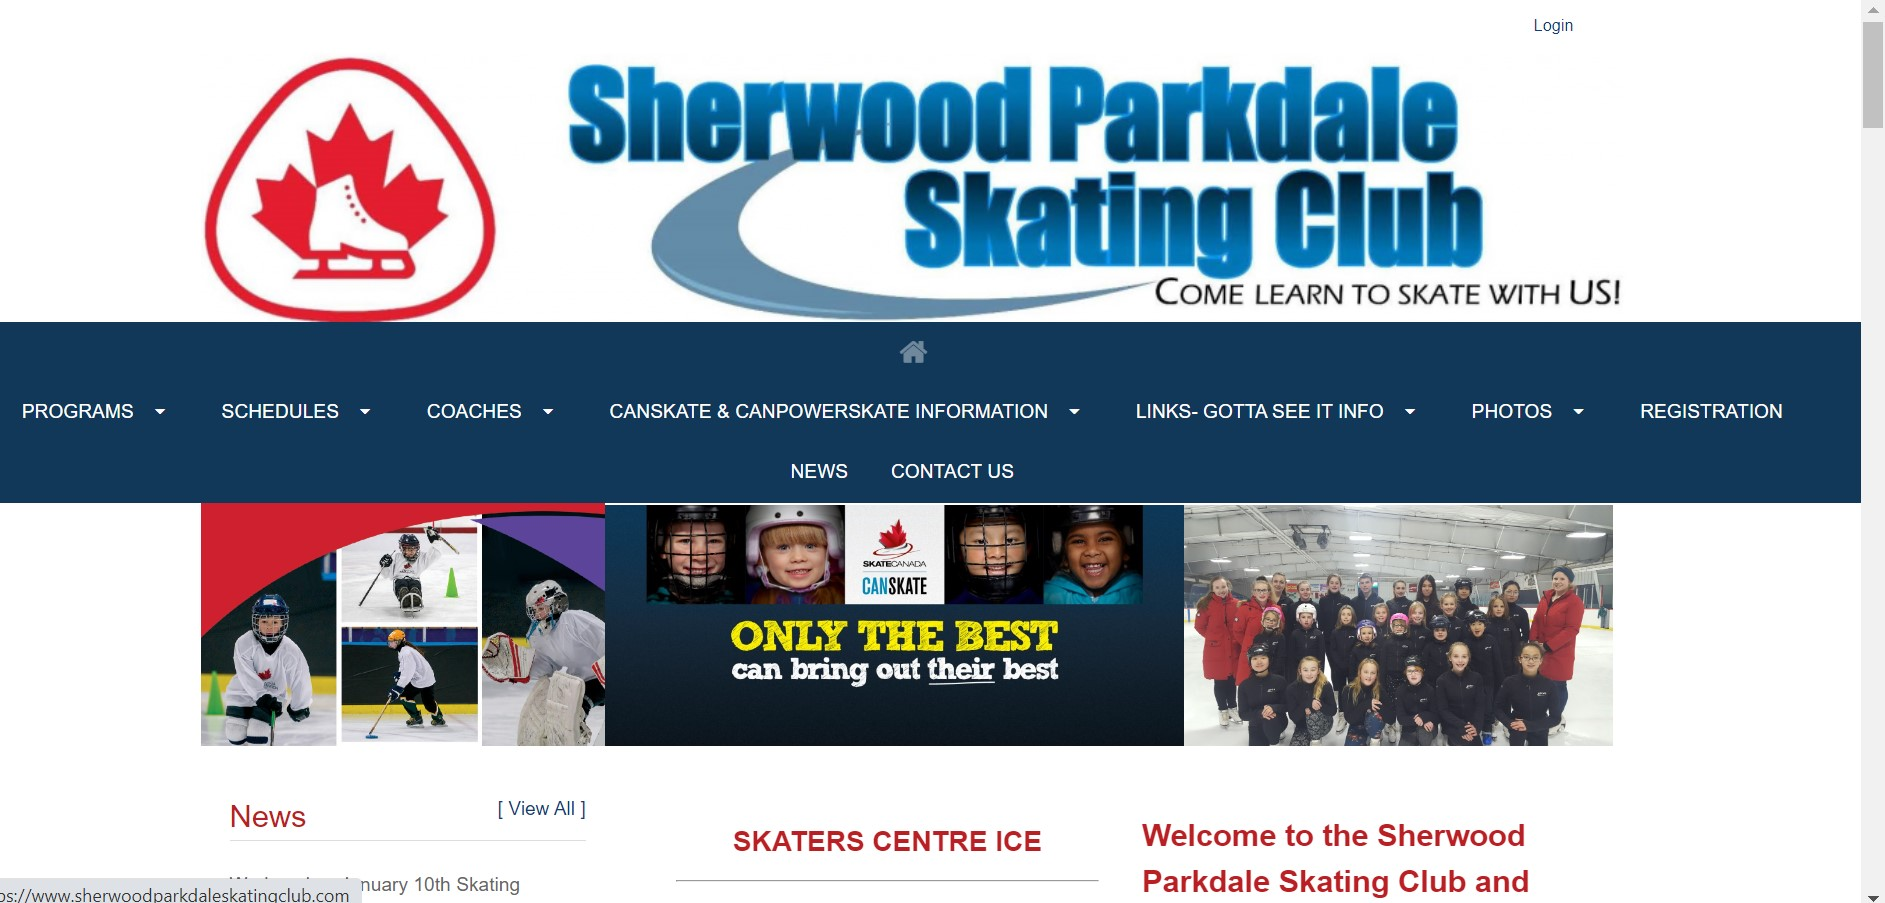 Login
Sherwood Parkdale
Skating Club
COME LEARN TO SKATE WITH US!
PROGRAMS
SCHEDULES
COACHES
CANSKATE & CANPOWERSKATE INFORMATION
LINKS- GOTTA SEE IT INFO
PHOTOS
REGISTRATION
NEWS
CONTACT US
SKATECANADA
CANSKATE
ONLY THE BEST
can bring out their best
News
[ View All ]
SKATERS CENTRE ICE
Welcome to the Sherwood
Parkdale Skating Club and
10th Skating
ps://www.sherwoodparkdaleskatingclub.com